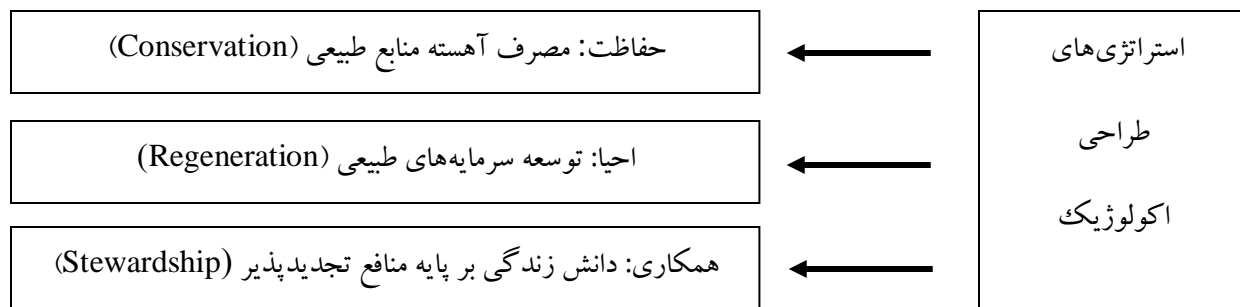 استراتژی‌های
طراحی
اکولوژیک
حفاظت: مصرف آهسته منابع طبیعی (Conservation)
احیا: توسعه سرمایه‌های طبیعی (Regeneration)
همکاری: دانش زندگی بر پایه منافع تجدیدپذیر (Stewardship)